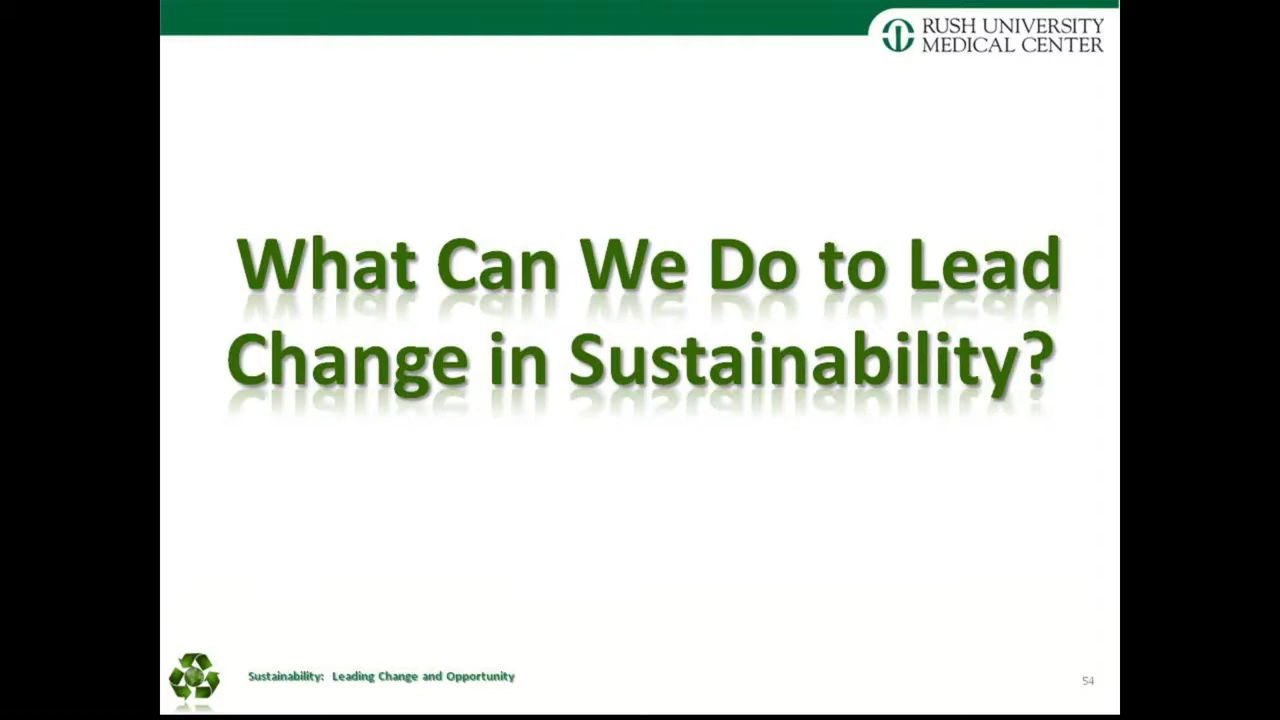 RUSH UNIVERSITY
MEDICAL CENTER
What Can We Do to Lead
Change in Sustainability?
Sustainability: Leading Change and Opportunity
54